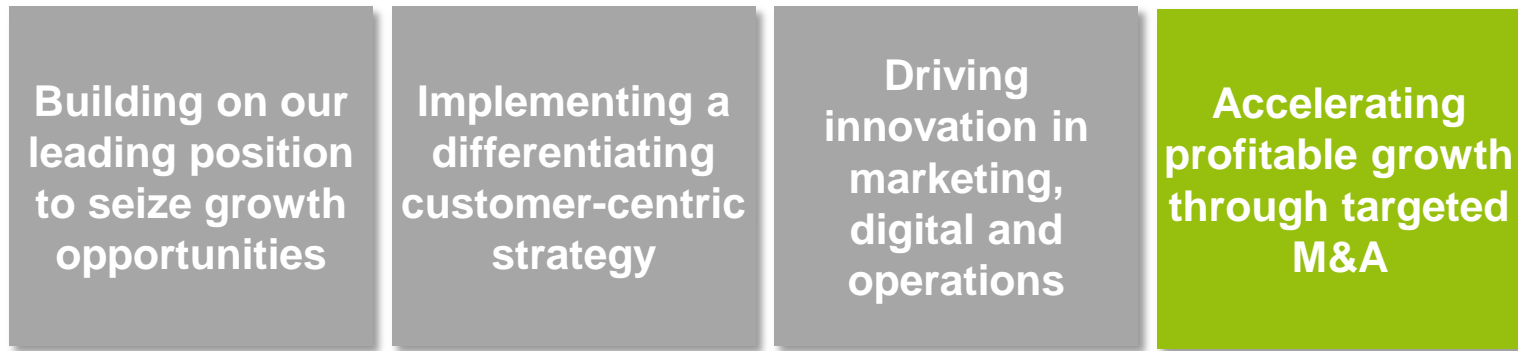 Building on our
leading position
to seize growth
opportunities
Implementing a
differentiating
customer-centric
strategy
Driving
innovation in
marketing,
digital and
operations
Accelerating
profitable growth
through targeted
M&A